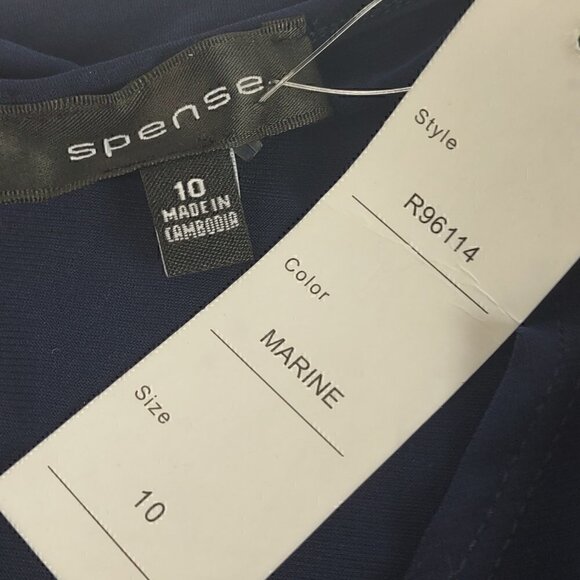 spense
10
MADE IN
CAMBODIA
Style
R96114
Color
MARINE
Size
10